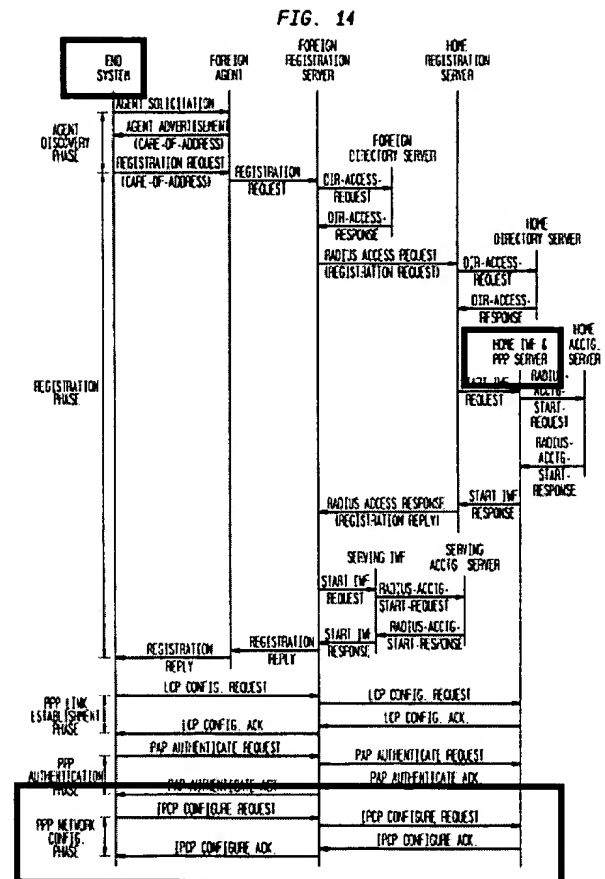 FIG. 14
END
SYSTEM
FOREIGN
AGENT
FOREIGN
REGISTRATION
SERVER
HOME
REGISTRATION
SERVER
AGENT SOLICITATION
AGENT ADVERTISEMENT
(CARE-OF-ADDRESS)
AGENT
DISCOVERY
PHASE
REGISTRATION REQUEST
(CARE-OF-ADDRESS)
REGISTRATION
REQUEST
FOREIGN
DIRECTORY SERVER
DIR-ACCESS-
REQUEST
DIR-ACCESS-
RESPONSE
RADIUS ACCESS REQUEST
(REGISTRATION REQUEST)
HOME
DIRECTORY SERVER
DIR-ACCESS-
REQUEST
DIR-ACCESS-
RESPONSE
HOME IWF &
PPP SERVER
HOME
ACCTG.
SERVER
REGISTRATION
PHASE
START IWF
REQUEST
RADIUS-
ACCTG-
START-
REQUEST
RADIUS-
ACCTG-
START-
RESPONSE
START IWF
RESPONSE
RADIUS ACCESS RESPONSE
(REGISTRATION REPLY)
SERVING IWF
SERVING
ACCTG SERVER
START IWF
REQUEST
RADIUS-ACCTG-
START-REQUEST
RADIUS-ACCTG-
START-RESPONSE
START IWF
RESPONSE
REGISTRATION
REPLY
REGISTRATION
REPLY
PPP LINK
ESTABLISHMENT
PHASE
LCP CONFIG. REQUEST
LCP CONFIG. REQUEST
LCP CONFIG. ACK.
LCP CONFIG. ACK
PPP
AUTHENTICATION
PHASE
PAP AUTHENTICATE REQUEST
PAP AUTHENTICATE REQUEST
PAP AUTHENTICATE ACK.
PAP AUTHENTICATE ACK
PPP NETWORK
CONFIG.
PHASE
IPCP CONFIGURE REQUEST
IPCP CONFIGURE REQUEST
IPCP CONFIGURE ACK.
IPCP CONFIGURE ACK.